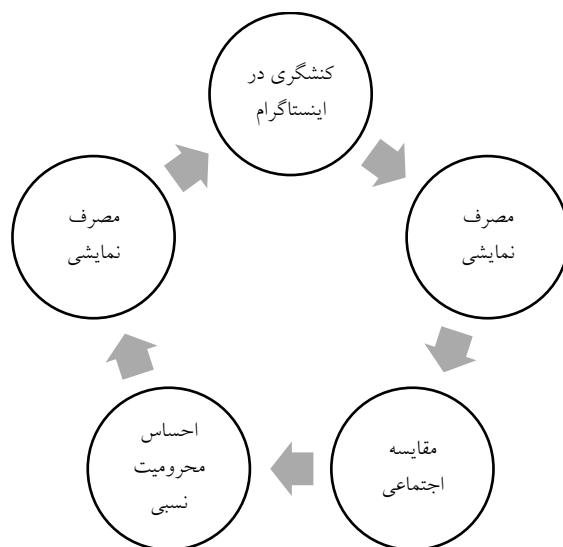 کنشگری در
اینستاگرام
مصرف
نمایشی
مقایسه
اجتماعی
احساس
محرومیت
نسبی
مصرف
نمایشی